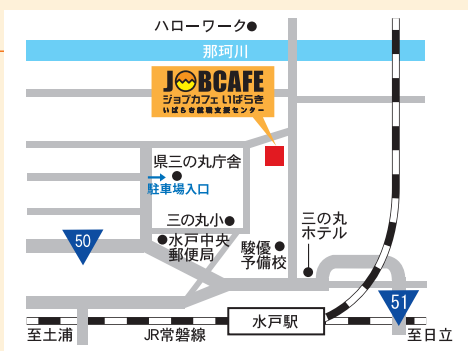 ハローワーク
那珂川
JOBCAFE
ジョブカフェいばらき
いばらき就職支援センター
県三の丸庁舎
駐車場入口
三の丸小
水戸中央
郵便局
駿優
予備校
三の丸
ホテル
50
51
水戸駅
至土浦
JR常磐線
至日立